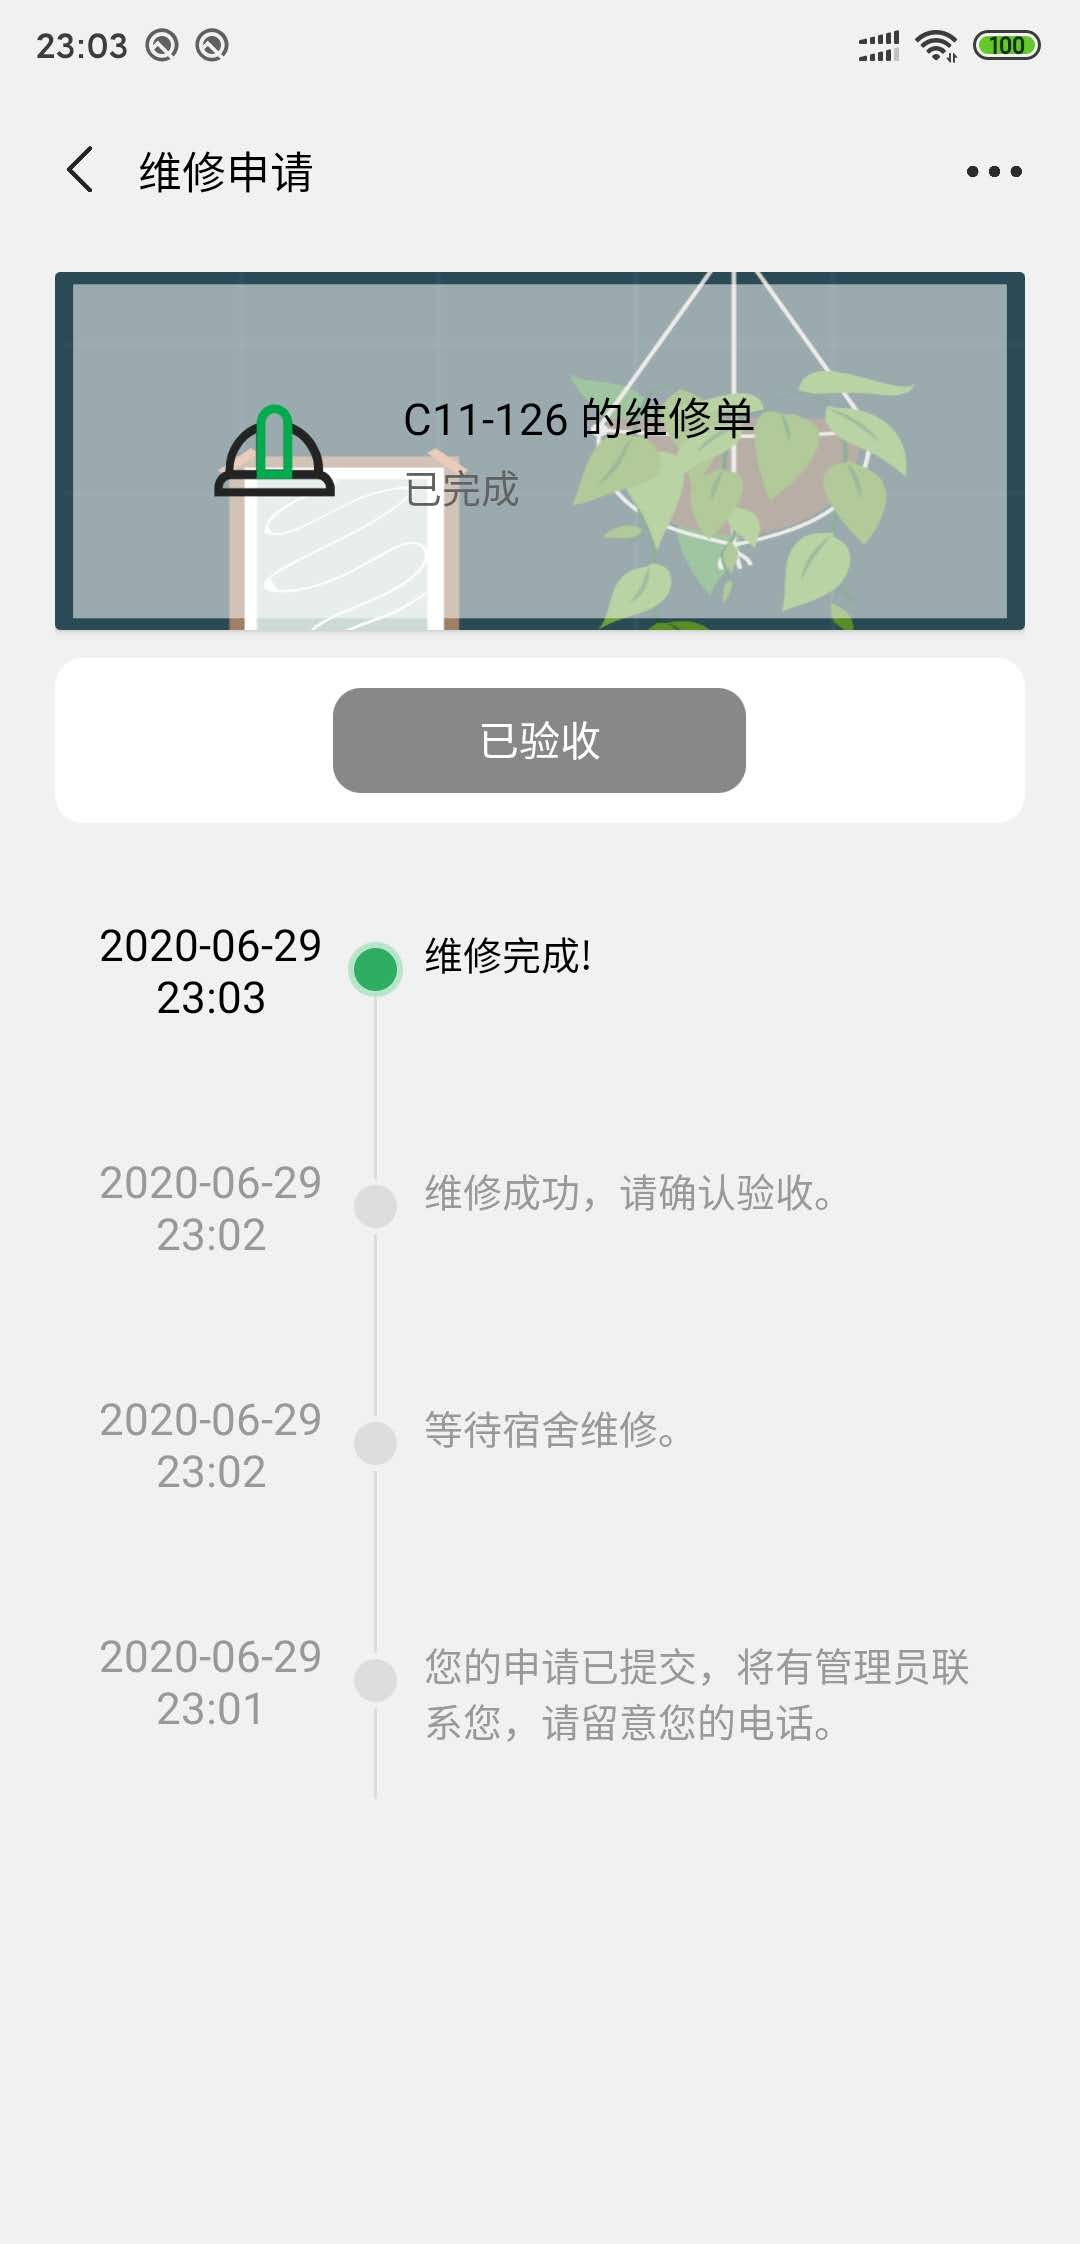 23:03
100
维修申请
C11-126 的维修单
已完成
已验收
2020-06-29
23:03
维修完成!
2020-06-29
23:02
维修成功，请确认验收。
2020-06-29
23:02
等待宿舍维修。
2020-06-29
23:01
您的申请已提交，将有管理员联
系您，请留意您的电话。